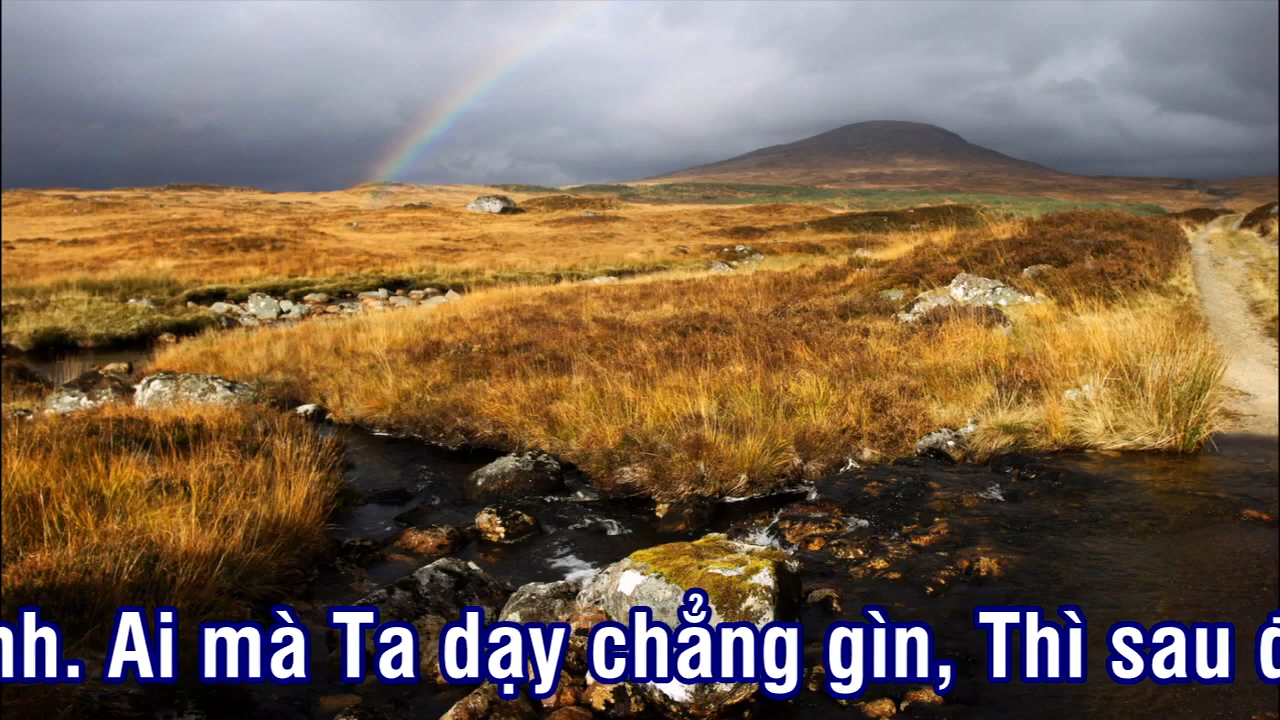 nh. Ai mà Ta dạy chẳng gìn, Thì sau